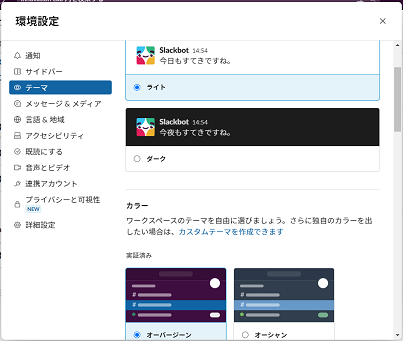 環境設定
通知
サイドバー
テーマ
メッセージ & メディア
言語 & 地域
アクセシビリティ
既読にする
音声とビデオ
連携アカウント
プライバシーと可視性
NEW
詳細設定
Slackbot 14:54
今日もすてきですね。
ライト
Slackbot 14:54
今夜もすてきですね。
ダーク
カラー
ワークスペースのテーマを自由に選びましょう。さらに独自のカラーを出
したい場合は、カスタムテーマを作成できます
実証済み
オーバージーン
オーシャン